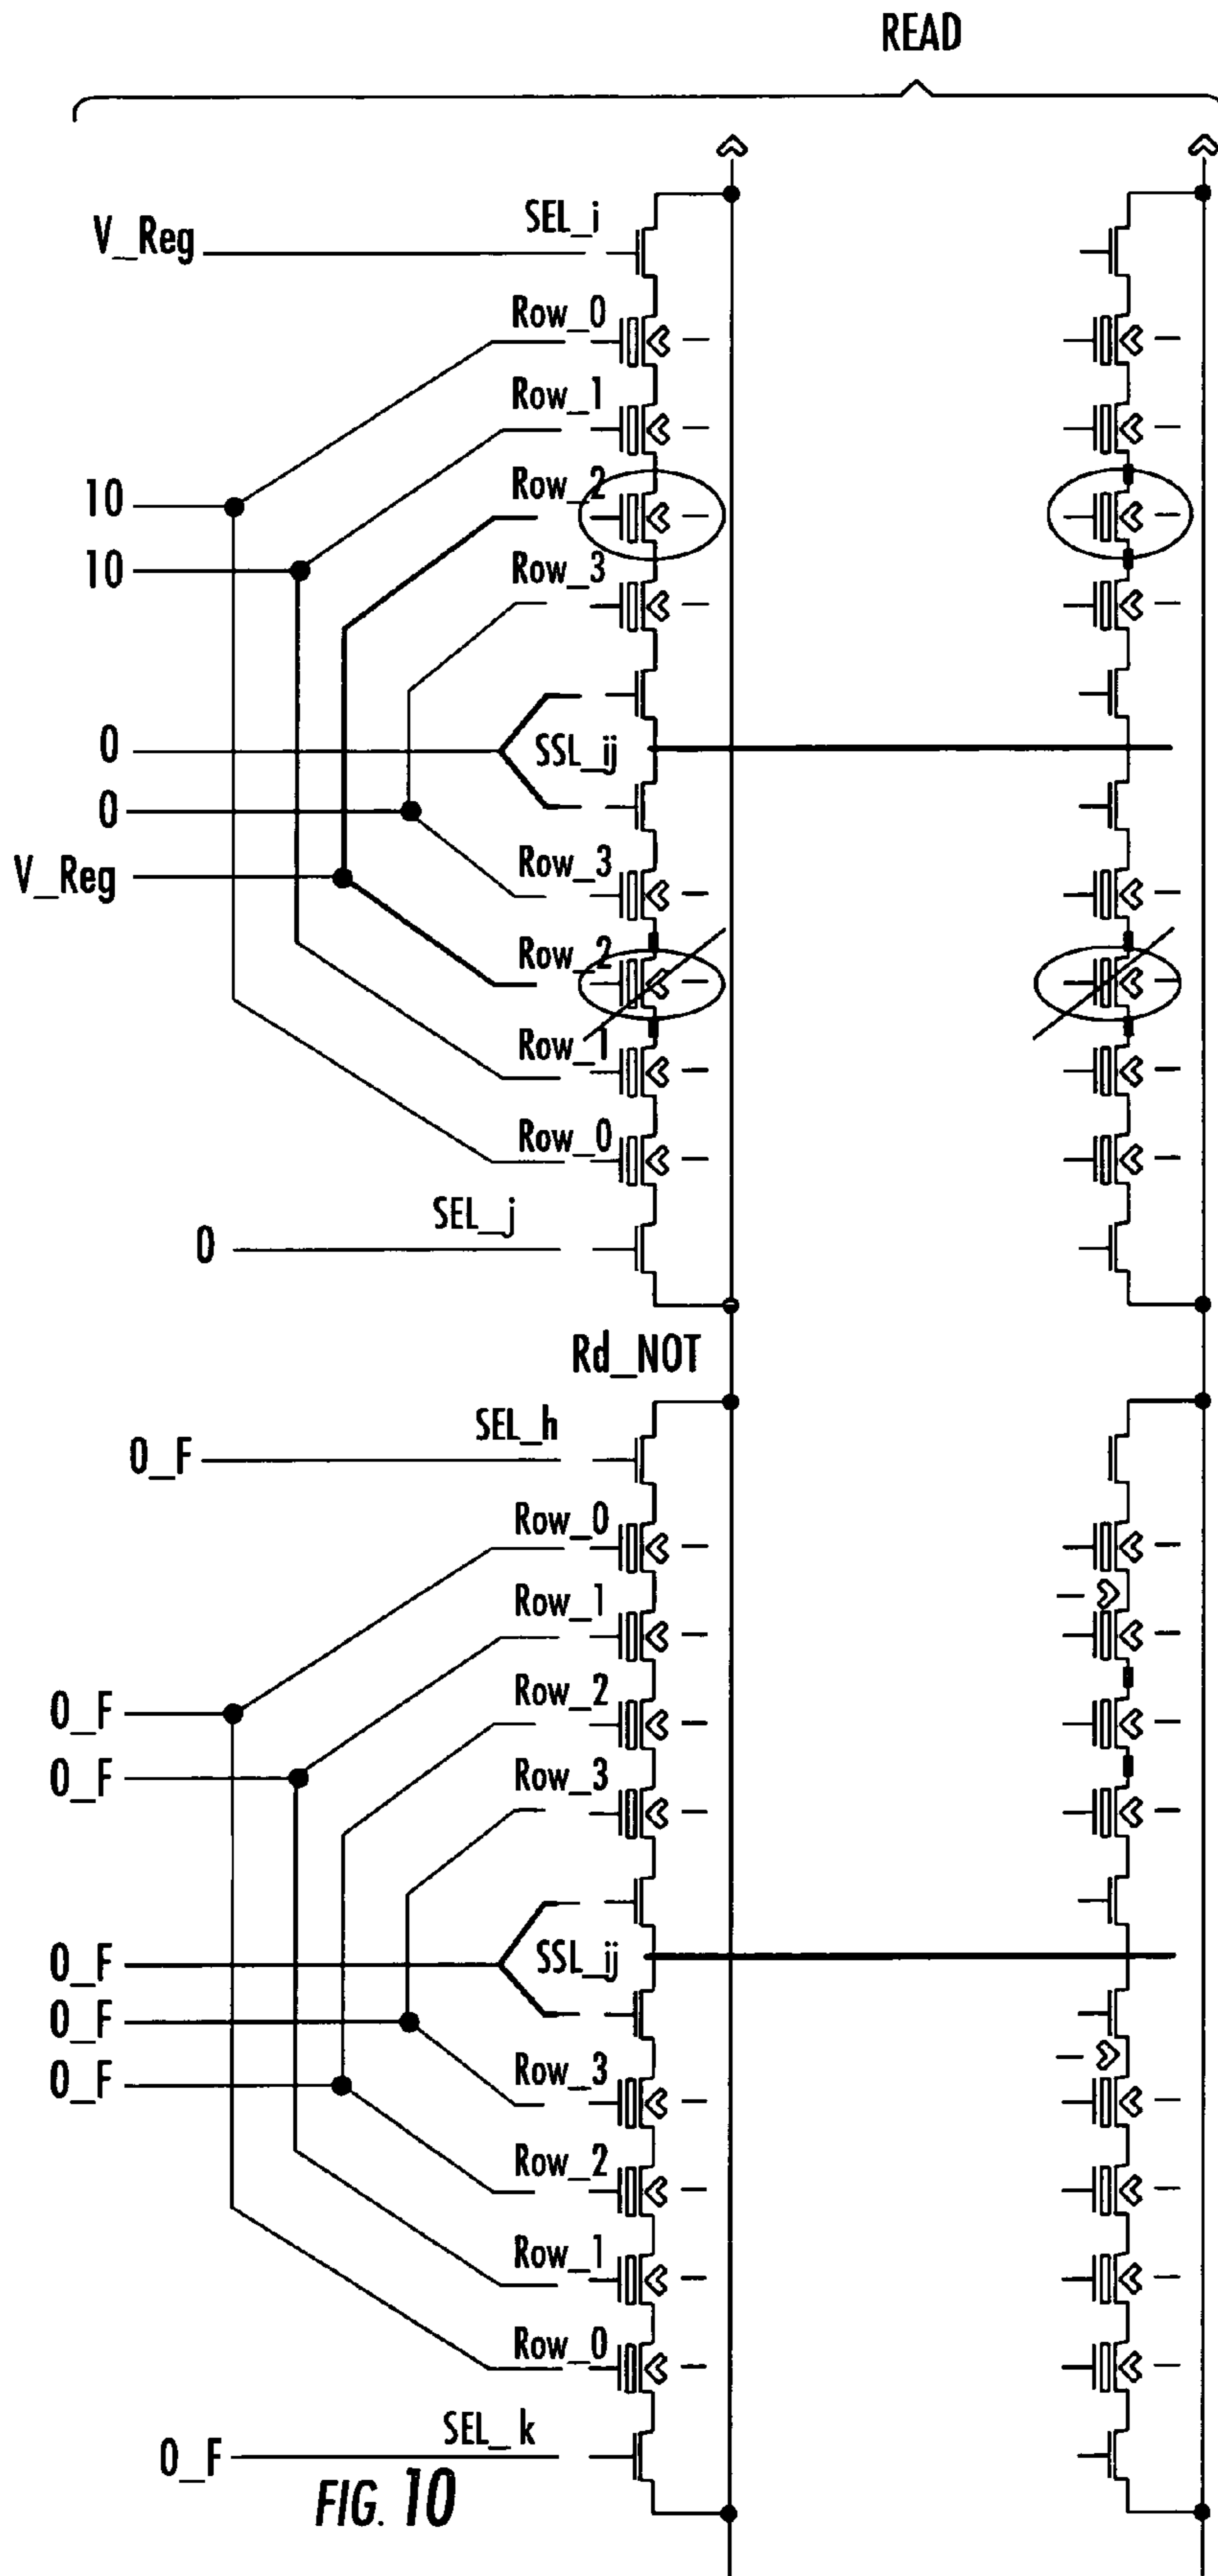 READ
V_Reg
SEL_i
Row_0
Row_1
10
Row_2
10
Row_3
0
SSL_ij
0
V_Reg
Row_3
Row_2
Row_1
Row_0
SEL_j
0
Rd_NOT
SEL_h
0_F
Row_0
Row_1
0_F
Row_2
0_F
Row_3
0_F
SSL_ij
0_F
0_F
Row_3
Row_2
Row_1
Row_0
SEL_k
0_F
FIG. 10